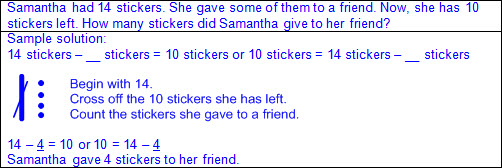 Samantha had 14 stickers. She gave some of them to a friend. Now, she has 10
stickers left. How many stickers did Samantha give to her friend?
Sample solution:
14 stickers – __ stickers = 10 stickers or 10 stickers = 14 stickers – __ stickers
Begin with 14.
Cross off the 10 stickers she has left.
Count the stickers she gave to a friend.
14 – 4 = 10 or 10 = 14 – 4
Samantha gave 4 stickers to her friend.